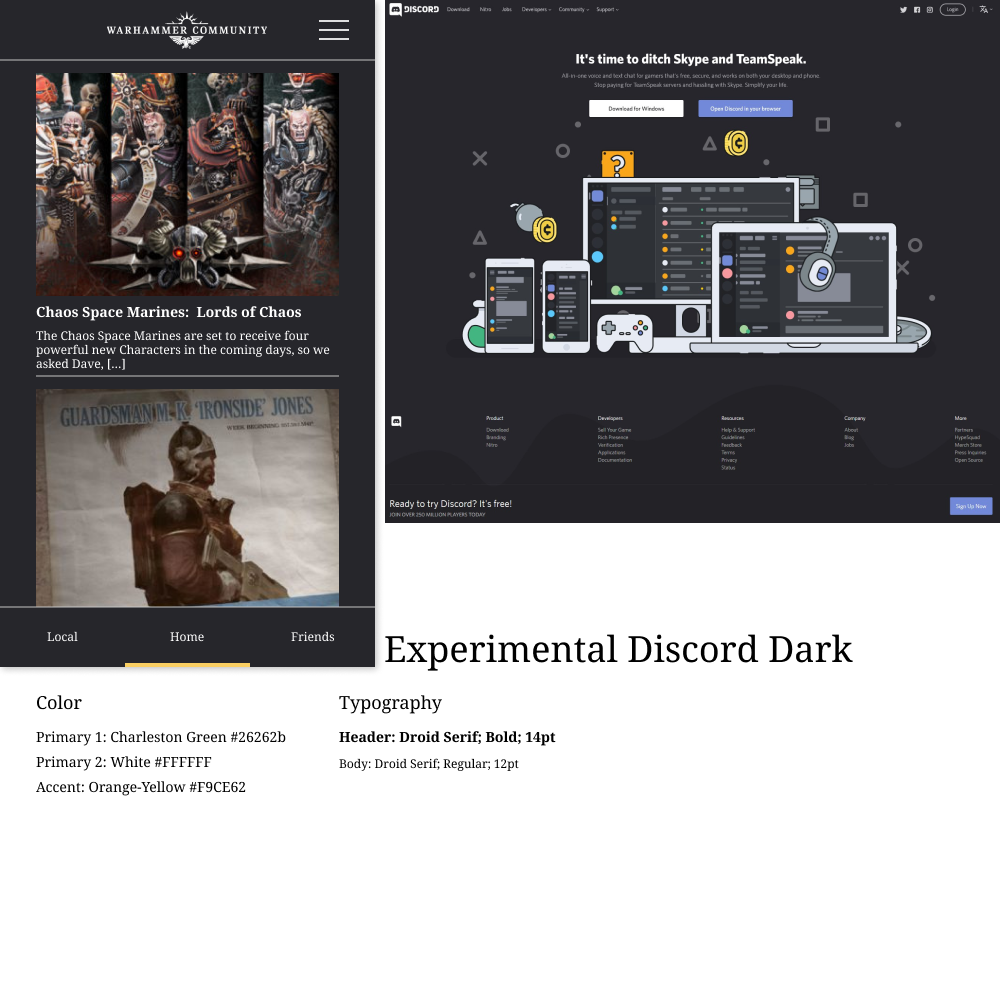 WARHAMMER COMMUNITY
Chaos Space Marines: Lords of Chaos
The Chaos Space Marines are set to receive four
powerful new Characters in the coming days, so we
asked Dave, [...]
GUARDSMAN M. K. 'IRONSIDE' JONES
Local Home Friends
DISCORD Download Nitro Jobs Developers Community Support Login
It's time to ditch Skype and TeamSpeak.
All-in-one voice and text chat for gamers that's free, secure, and works on both your desktop and phone.
Stop paying for TeamSpeak servers and hassling with Skype. Simplify your life.
Download for Windows Open Discord in your browser
?
Product
Download
Branding
Nitro
Developers
Sell Your Game
Rich Presence
Verification
Applications
Documentation
Resources
Help & Support
Guidelines
Feedback
Terms
Privacy
Status
Company
About
Blog
Jobs
More
Partners
HypeSquad
Merch Store
Press Inquiries
Open Source
Ready to try Discord? It's free!
JOIN OVER 250 MILLION PLAYERS TODAY
Sign Up Now
Experimental Discord Dark
Color
Primary 1: Charleston Green #26262b
Primary 2: White #FFFFFF
Accent: Orange-Yellow #F9CE62
Typography
Header: Droid Serif; Bold; 14pt
Body: Droid Serif; Regular; 12pt